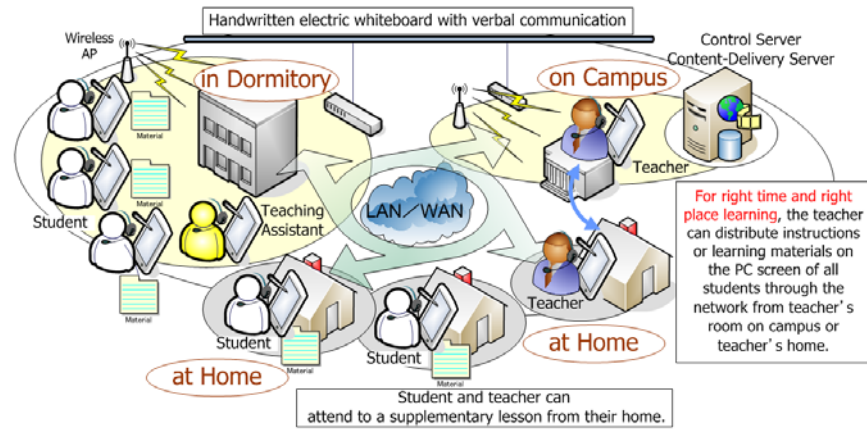 Handwritten electric whiteboard with verbal communication
Wireless
AP
in Dormitory
on Campus
Control Server
Content-Delivery Server
Material
Material
Student
Teaching
Assistant
Material
LAN／WAN
Teacher
For right time and right
place learning, the teacher
can distribute instructions
or learning materials on
the PC screen of all
students through the
network from teacher's
room on campus or
teacher's home.
Teacher
Student
Material
Student
Material
at Home
at Home
Student and teacher can
attend to a supplementary lesson from their home.